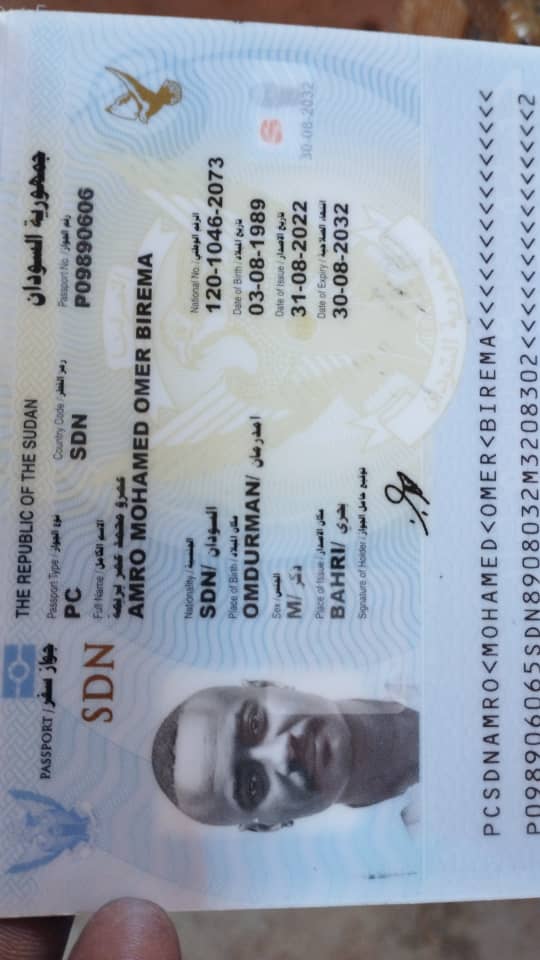 THE REPUBLIC OF THE SUDAN جمهورية السودان
PASSPORT / جواز سفر
Passport Type / نوع الجواز Country Code / رمز القطر Passport No. / رقم الجواز
PC SDN P09890606
SDN
Full Name / الاسم الكامل
عمرو محمد عمر بريمه
AMRO MOHAMED OMER BIREMA
Nationality / الجنسية National No. / الرقم الوطني
SDN/ السودان 120-1046-2073
Place of Birth / مكان الميلاد Date of Birth / تاريخ الميلاد
OMDURMAN/ امدرمان 03-08-1989
Sex / الجنس Date of Issue / تاريخ الاصدار
M/ ذكر 31-08-2022
Place of Issue / مكان الاصدار Date of Expiry /
BAHRI/ بحري 30-08-2032
Signature of Holder / توقيع حامل الجواز
30-08-2032
PCSDNAMRO<MOHAMED<OMER<BIREMA<<<<<<<<<<<<<<<
P098906065SDN8908032M3208302<<<<<<<<<<<<<<<2